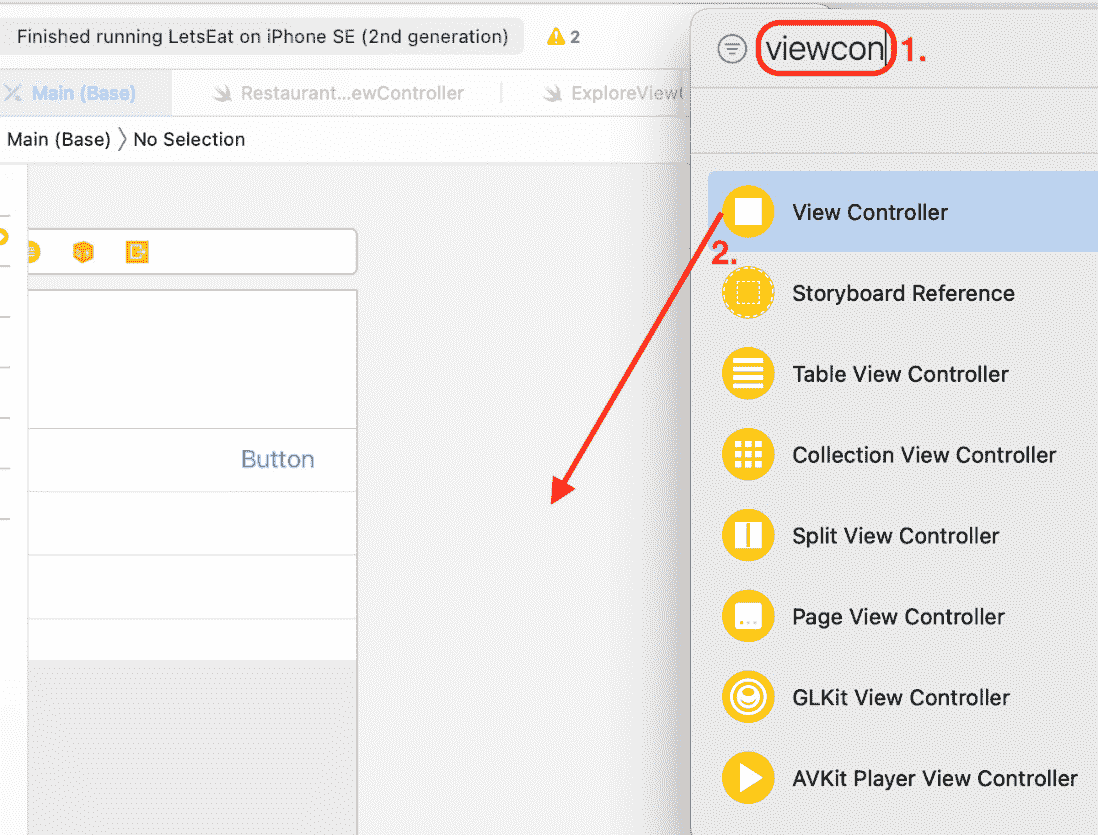 Finished running LetsEat on iPhone SE (2nd generation)
2
viewcon
1.
Main (Base)
Restaurant...ewController
ExploreView
Main (Base) 〉 No Selection
View Controller
2.
Storyboard Reference
Table View Controller
Button
Collection View Controller
Split View Controller
Page View Controller
GLKit View Controller
AVKit Player View Controller